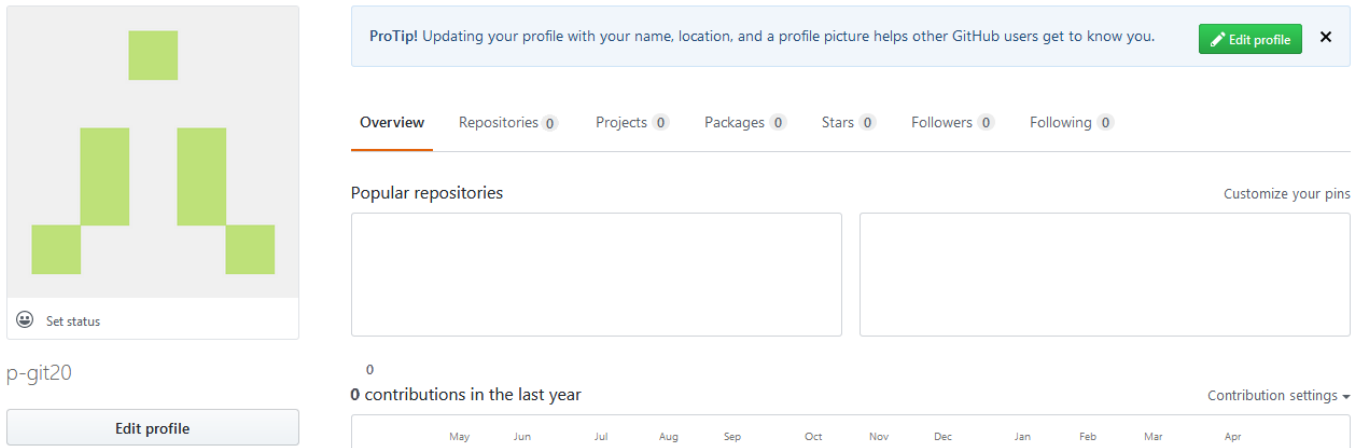 ProTip! Updating your profile with your name, location, and a profile picture helps other GitHub users get to know you.
Edit profile
Overview Repositories 0 Projects 0 Packages 0 Stars 0 Followers 0 Following 0
Popular repositories
Customize your pins
Set status
p-git20
Edit profile
0
0 contributions in the last year
Contribution settings
May Jun Jul Aug Sep Oct Nov Dec Jan Feb Mar Apr